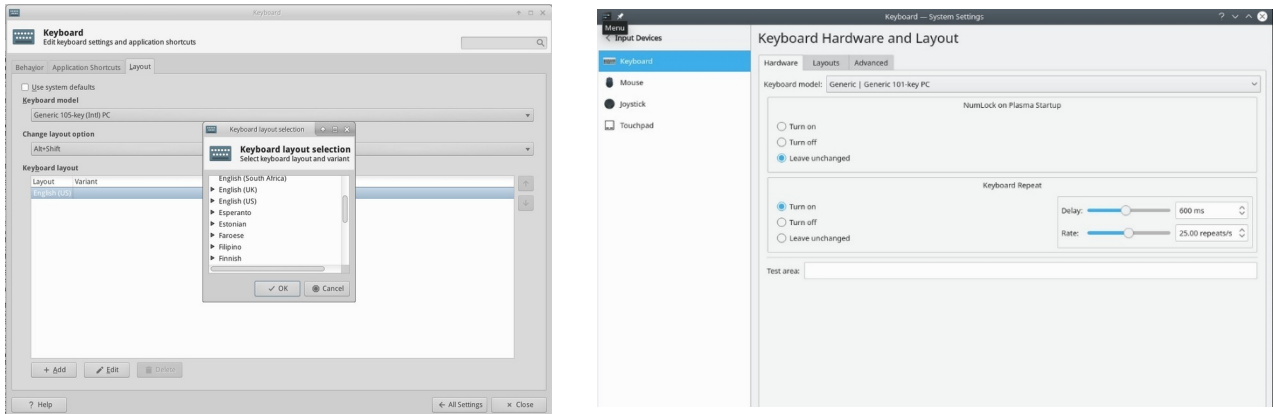 Keyboard
Keyboard
Edit keyboard settings and application shortcuts
Behavior Application Shortcuts Layout
Use system defaults
Keyboard model
Generic 105-key (Intl) PC
Change layout option
Alt+Shift
Keyboard layout
Layout Variant
English (US)
+ Add Edit Delete
? Help All Settings × Close
Keyboard layout selection
Keyboard layout selection
Select keyboard layout and variant
English (South Africa)
English (UK)
English (US)
Esperanto
Estonian
Faroese
Filipino
Finnish
OK Cancel
Keyboard — System Settings
Menu
Input Devices
Keyboard
Mouse
Joystick
Touchpad
Keyboard Hardware and Layout
Hardware Layouts Advanced
Keyboard model: Generic | Generic 101-key PC
NumLock on Plasma Startup
Turn on
Turn off
Leave unchanged
Keyboard Repeat
Turn on
Turn off
Leave unchanged
Delay: 600 ms
Rate: 25.00 repeats/s
Test area: